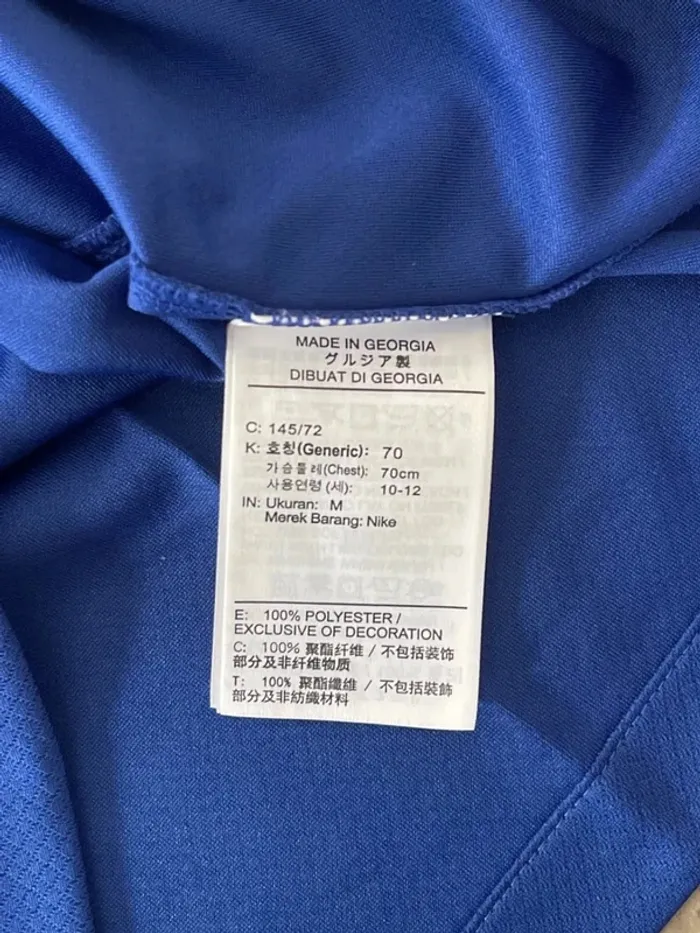 MADE IN GEORGIA
グルジア製
DIBUAT DI GEORGIA
C: 145/72
K: 호칭(Generic): 70
가슴둘레(Chest): 70cm
사용연령 (세): 10-12
IN: Ukuran: M
Merek Barang: Nike
E: 100% POLYESTER /
EXCLUSIVE OF DECORATION
C: 100% 聚酯纤维 / 不包括装饰
部分及非纤维物质
T: 100% 聚酯纖維 / 不包括裝飾
部分及非紡織材料